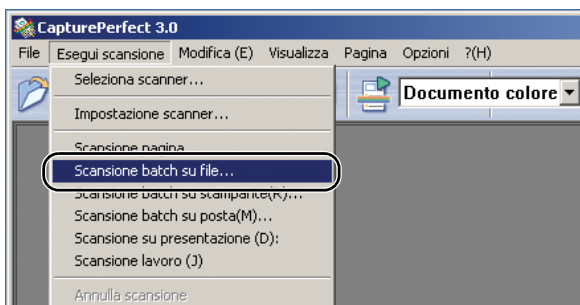 CapturePerfect 3.0
File Esegui scansione Modifica (E) Visualizza Pagina Opzioni ?(H)
Seleziona scanner...
Documento colore
Impostazione scanner...
Scansione pagina
Scansione batch su file...
Scansione batch su stampante(R)...
Scansione batch su posta(M)...
Scansione su presentazione (D):
Scansione lavoro (J)
Annulla scansione